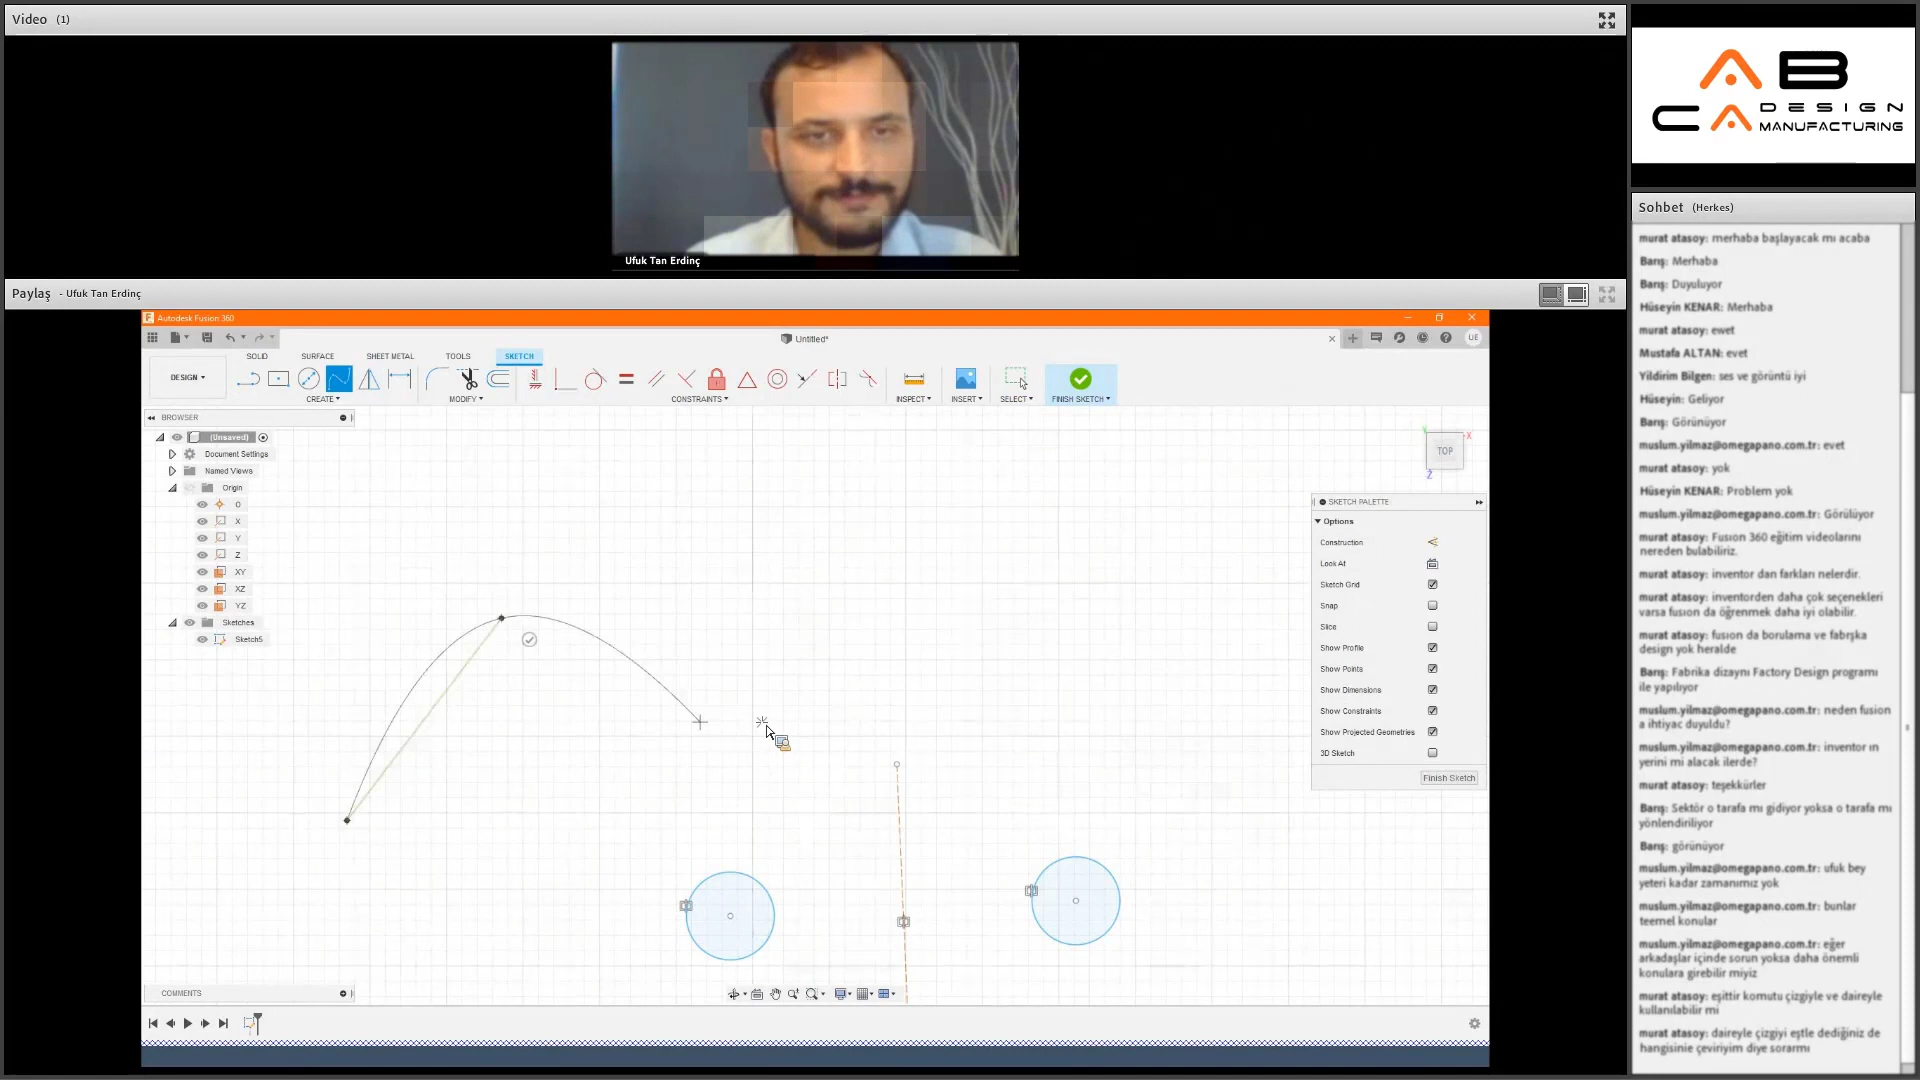 Video (1)
AB
CA DESIGN
MANUFACTURING
Ufuk Tan Erdinç
Paylaş - Ufuk Tan Erdinç
Autodesk Fusion 360
Untitled*
UE
SOLID SURFACE SHEET METAL TOOLS SKETCH
DESIGN
CREATE MODIFY CONSTRAINTS INSPECT INSERT SELECT FINISH SKETCH
BROWSER
(Unsaved)
Document Settings
Named Views
Origin
O
X
Y
Z
XY
XZ
YZ
Sketches
Sketch5
TOP
X
Z
SKETCH PALETTE
Options
Construction
Look At
Sketch Grid
Snap
Slice
Show Profile
Show Points
Show Dimensions
Show Constraints
Show Projected Geometries
3D Sketch
Finish Sketch
COMMENTS
Sohbet (Herkes)
murat atasoy: merhaba başlayacak mı acaba
Barış: Merhaba
Barış: Duyuluyor
Hüseyin KENAR: Merhaba
murat atasoy: ewet
Mustafa ALTAN: evet
Yildirim Bilgen: ses ve görüntü iyi
Hüseyin: Geliyor
Barış: Görünüyor
muslum.yilmaz@omegapano.com.tr: evet
murat atasoy: yok
Hüseyin KENAR: Problem yok
muslum.yilmaz@omegapano.com.tr: Görülüyor
murat atasoy: Fusıon 360 eğitim videolarını
nereden bulabiliriz.
murat atasoy: inventor dan farkları nelerdir.
murat atasoy: inventorden daha çok seçenekleri
varsa fusıon da öğrenmek daha iyi olabilir.
murat atasoy: fusıon da borulama ve fabrşka
design yok heralde
Barış: Fabrika dizaynı Factory Design programı
ile yapılıyor
muslum.yilmaz@omegapano.com.tr: neden fusion
a ihtiyac duyuldu?
muslum.yilmaz@omegapano.com.tr: inventor ın
yerini mi alacak ilerde?
murat atasoy: teşekkürler
Barış: Sektör o tarafa mı gidiyor yoksa o tarafa mı
yönlendiriliyor
Barış: görünüyor
muslum.yilmaz@omegapano.com.tr: ufuk bey
yeteri kadar zamanımız yok
muslum.yilmaz@omegapano.com.tr: bunlar
teemel konular
muslum.yilmaz@omegapano.com.tr: eğer
arkadaşlar içinde sorun yoksa daha önemli
konulara girebilir miyiz
murat atasoy: eşittir komutu çizgiyle ve daireyle
kullanılabilir mi
murat atasoy: daireyle çizgiyi eştle dediğiniz de
hangisinie çeviriyim diye sorarmı